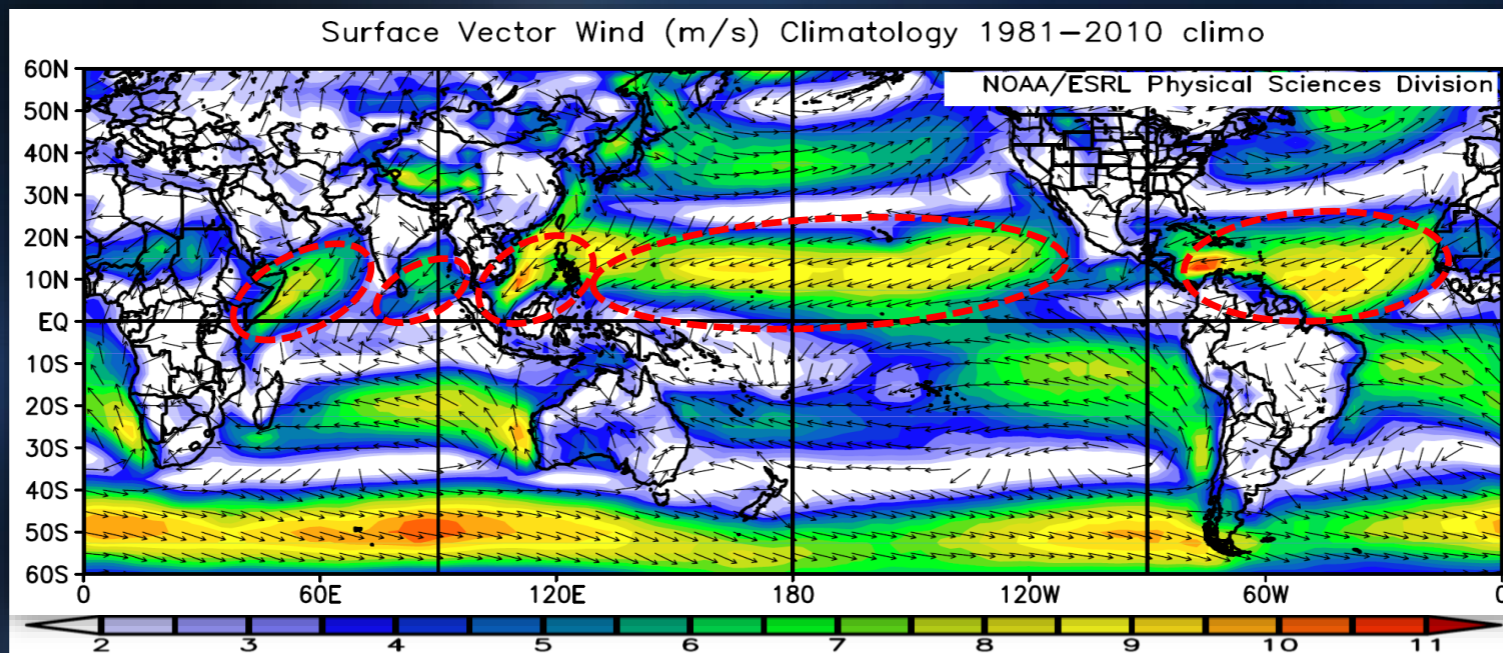 Surface Vector Wind (m/s) Climatology 1981−2010 climo
NOAA/ESRL Physical Sciences Division
60N
50N
40N
30N
20N
10N
EQ
10S
20S
30S
40S
50S
60S
0 60E 120E 180 120W 60W 0
2 3 4 5 6 7 8 9 10 11